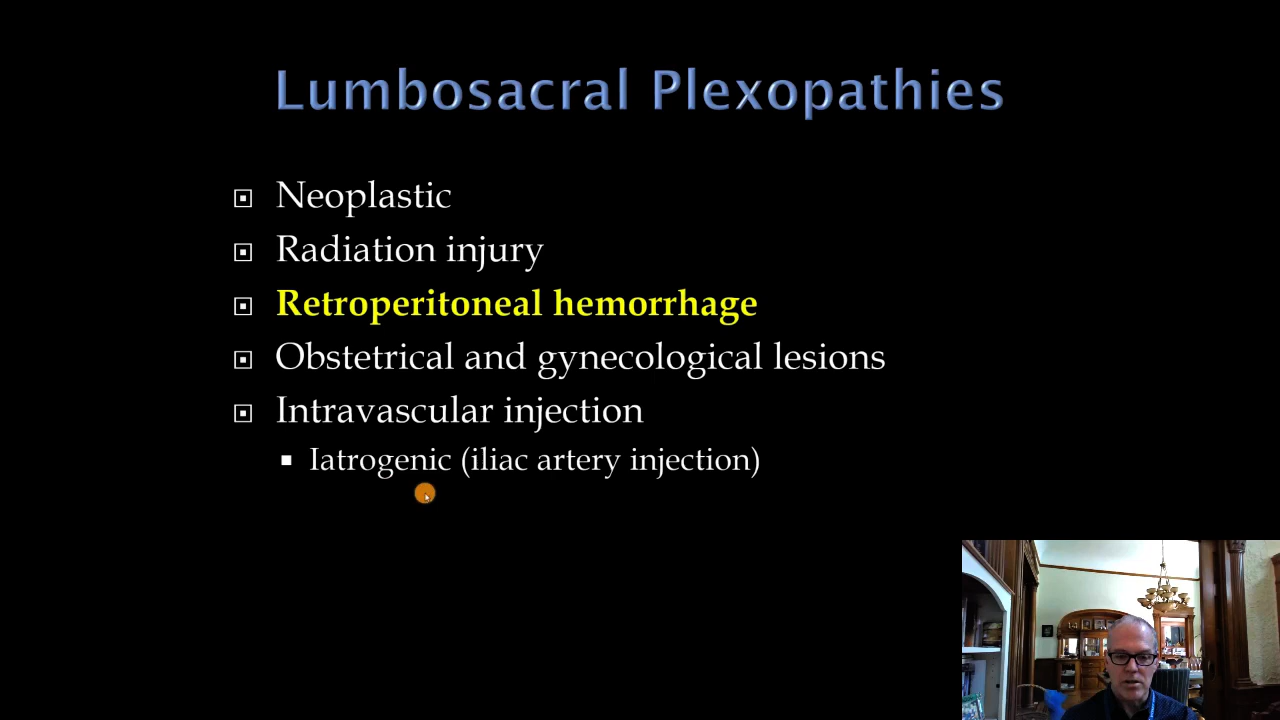 Lumbosacral Plexopathies
Neoplastic
Radiation injury
Retroperitoneal hemorrhage
Obstetrical and gynecological lesions
Intravascular injection
Iatrogenic (iliac artery injection)